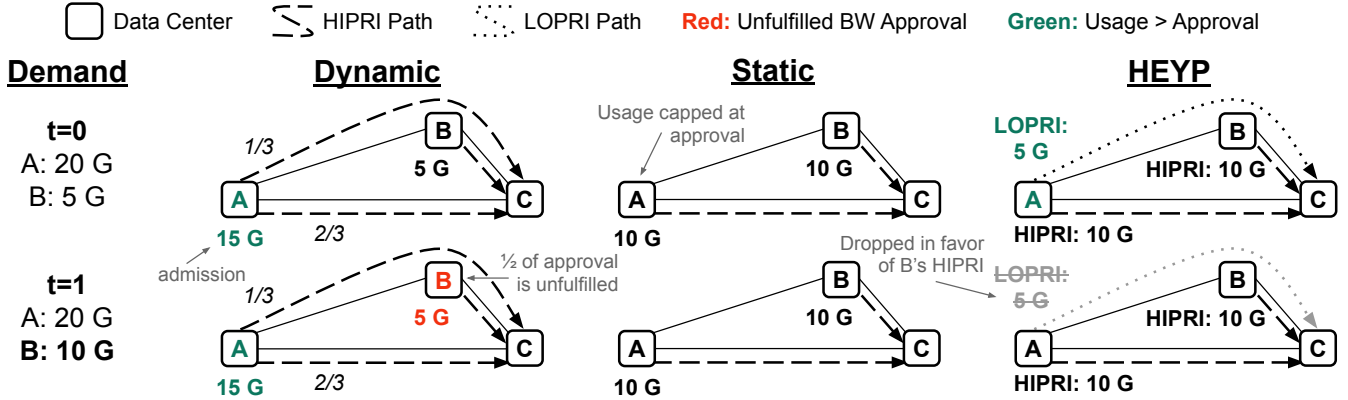 Data Center HIPRI Path LOPRI Path Red: Unfulfilled BW Approval Green: Usage > Approval
Demand
t=0
A: 20 G
B: 5 G
t=1
A: 20 G
B: 10 G
Dynamic
1/3
B
5 G
A
C
15 G
2/3
admission
½ of approval
is unfulfilled
1/3
B
5 G
A
C
15 G
2/3
Static
Usage capped at
approval
B
10 G
A
C
10 G
B
10 G
A
C
10 G
HEYP
LOPRI:
5 G
B
HIPRI: 10 G
A
C
HIPRI: 10 G
Dropped in favor
of B's HIPRI
LOPRI:
5 G
B
HIPRI: 10 G
A
C
HIPRI: 10 G